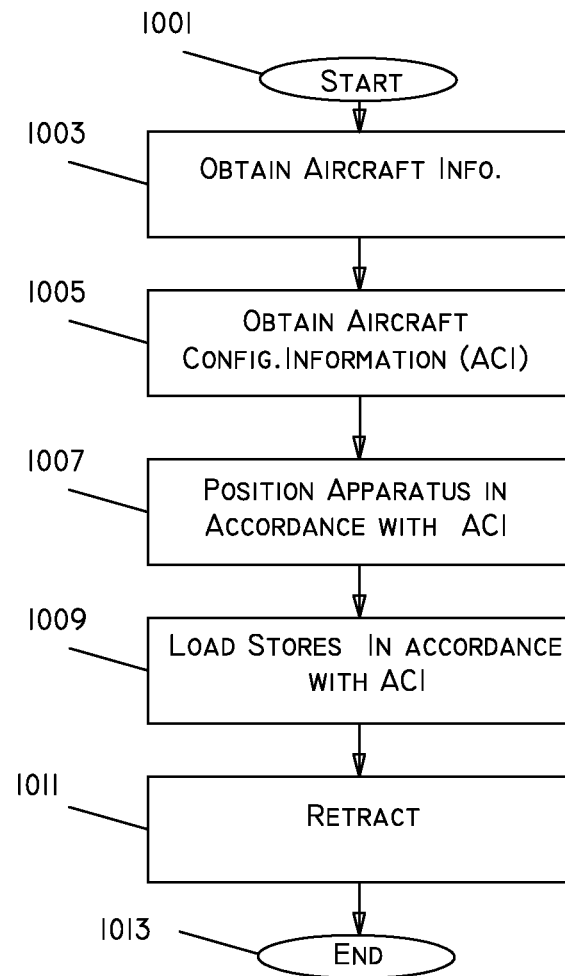 1001
START
1003
OBTAIN AIRCRAFT INFO.
1005
OBTAIN AIRCRAFT
CONFIG. INFORMATION (ACI)
1007
POSITION APPARATUS IN
ACCORDANCE WITH ACI
1009
LOAD STORES IN ACCORDANCE
WITH ACI
1011
RETRACT
1013
END